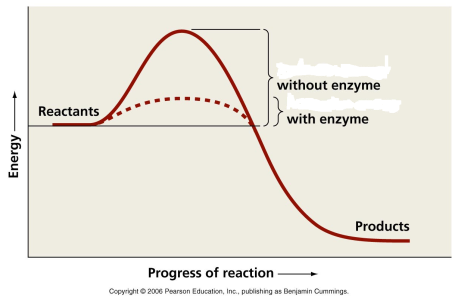 without enzyme
Reactants
with enzyme
Energy
Products
Progress of reaction
Copyright © 2006 Pearson Education, Inc., publishing as Benjamin Cummings.